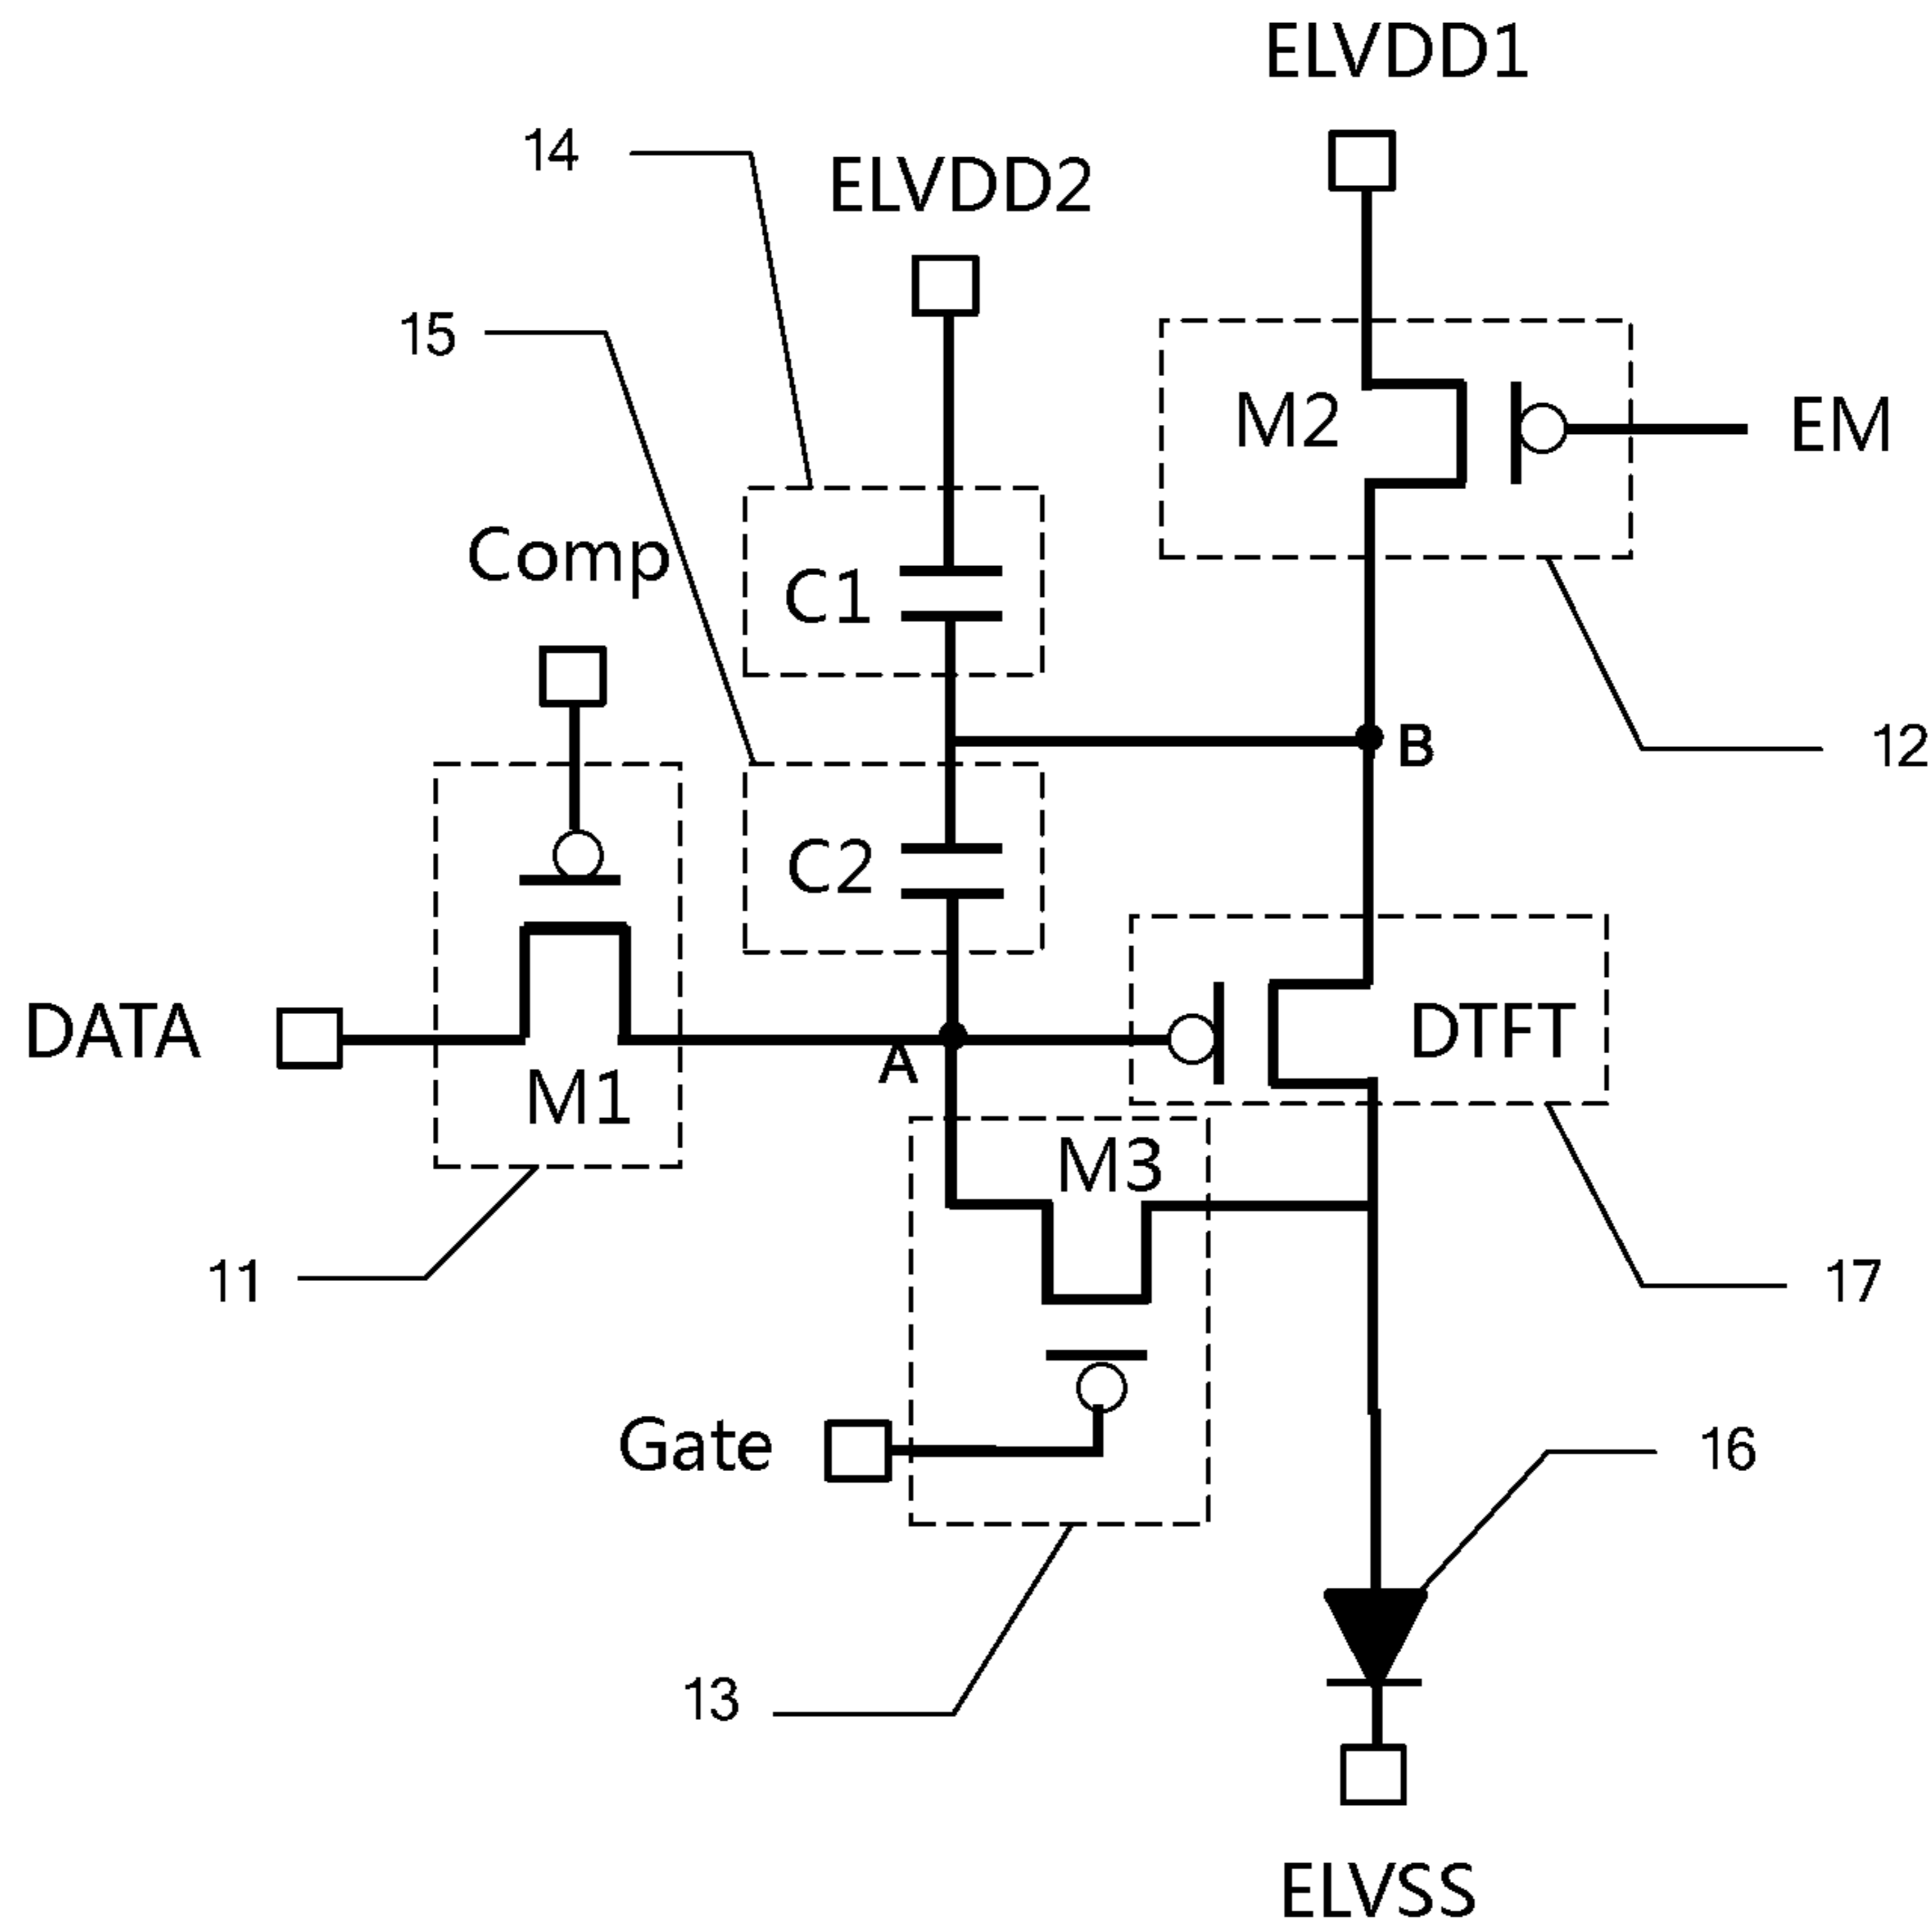 ELVDD1
14
ELVDD2
15
M2
EM
Comp
C1
B
12
C2
DATA
A
DTFT
M1
M3
11
17
Gate
16
13
ELVSS